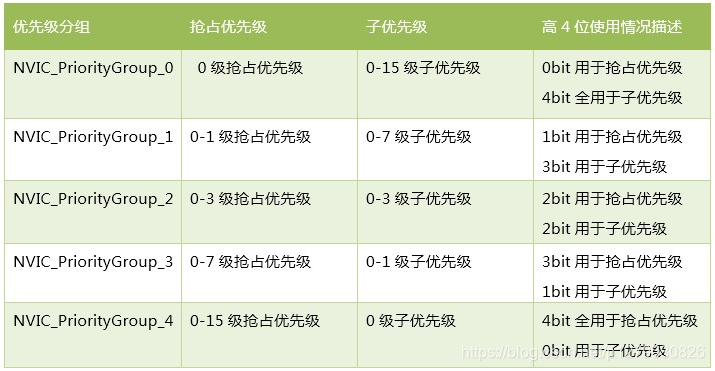 优先级分组 抢占优先级 子优先级 高 4 位使用情况描述
NVIC_PriorityGroup_0 0 级抢占优先级 0-15 级子优先级 0bit 用于抢占优先级
4bit 全用于子优先级
NVIC_PriorityGroup_1 0-1 级抢占优先级 0-7 级子优先级 1bit 用于抢占优先级
3bit 用于子优先级
NVIC_PriorityGroup_2 0-3 级抢占优先级 0-3 级子优先级 2bit 用于抢占优先级
2bit 用于子优先级
NVIC_PriorityGroup_3 0-7 级抢占优先级 0-1 级子优先级 3bit 用于抢占优先级
1bit 用于子优先级
NVIC_PriorityGroup_4 0-15 级抢占优先级 0 级子优先级 4bit 全用于抢占优先级
0bit 用于子优先级